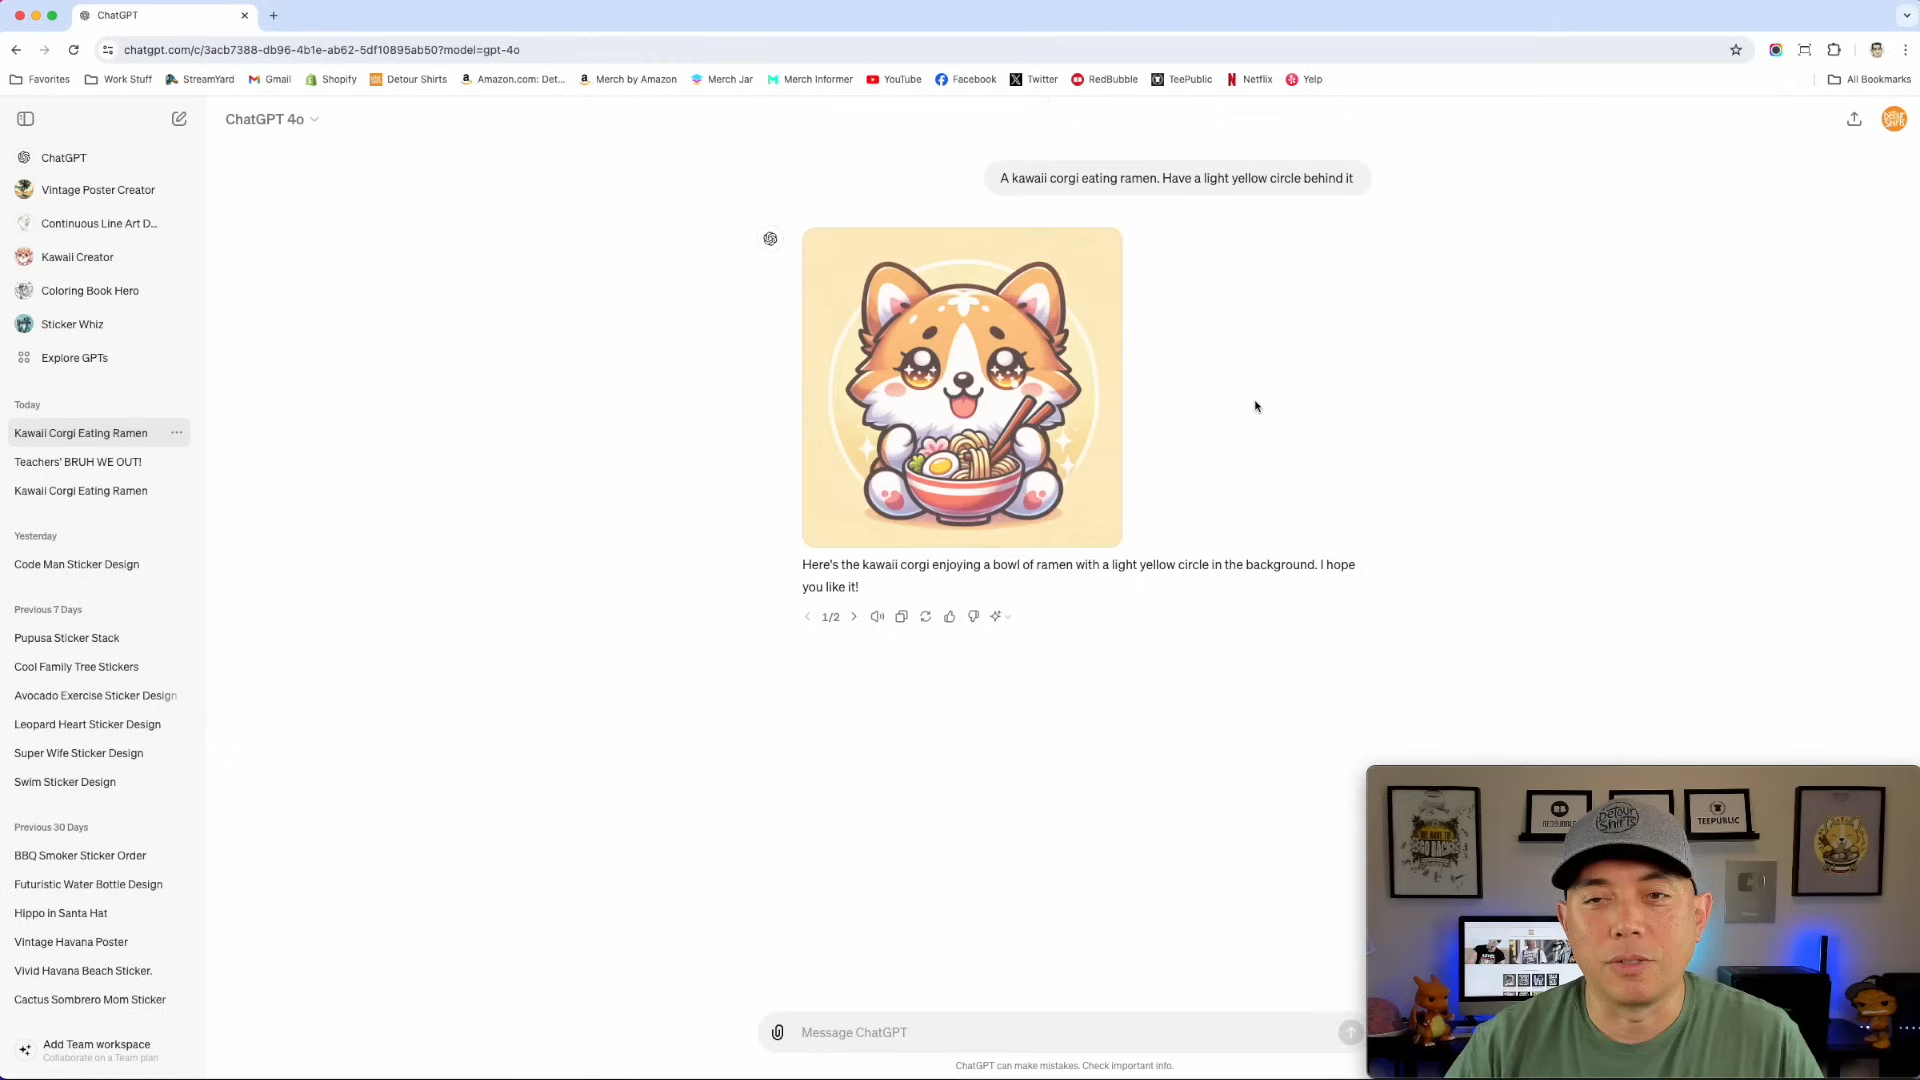 ChatGPT
chatgpt.com/c/3acb7388-db96-4b1e-ab62-5df10895ab50?model=gpt-4o
Favorites
Work Stuff
StreamYard
Gmail
Shopify
Detour Shirts
Amazon.com: Det...
Merch by Amazon
Merch Jar
Merch Informer
YouTube
Facebook
Twitter
RedBubble
TeePublic
Netflix
Yelp
All Bookmarks
ChatGPT 4o
ChatGPT
Vintage Poster Creator
Continuous Line Art D...
Kawaii Creator
Coloring Book Hero
Sticker Whiz
Explore GPTs
Today
Kawaii Corgi Eating Ramen
Teachers' BRUH WE OUT!
Kawaii Corgi Eating Ramen
Yesterday
Code Man Sticker Design
Previous 7 Days
Pupusa Sticker Stack
Cool Family Tree Stickers
Avocado Exercise Sticker Design
Leopard Heart Sticker Design
Super Wife Sticker Design
Swim Sticker Design
Previous 30 Days
BBQ Smoker Sticker Order
Futuristic Water Bottle Design
Hippo in Santa Hat
Vintage Havana Poster
Vivid Havana Beach Sticker.
Cactus Sombrero Mom Sticker
Add Team workspace
Collaborate on a Team plan
A kawaii corgi eating ramen. Have a light yellow circle behind it
Here's the kawaii corgi enjoying a bowl of ramen with a light yellow circle in the background. I hope
you like it!
1/2
Message ChatGPT
ChatGPT can make mistakes. Check important info.
REDBUBBLE
TEEPUBLIC
DETOUR
SHIRTS